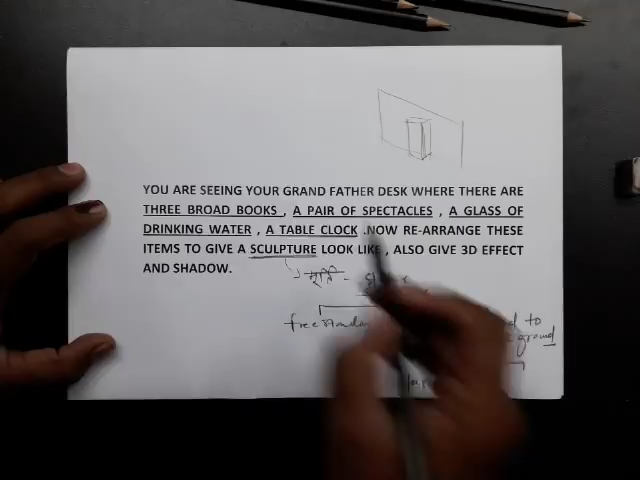 YOU ARE SEEING YOUR GRAND FATHER DESK WHERE THERE ARE
THREE BROAD BOOKS , A PAIR OF SPECTACLES , A GLASS OF
DRINKING WATER , A TABLE CLOCK .NOW RE-ARRANGE THESE
ITEMS TO GIVE A SCULPTURE LOOK LIKE , ALSO GIVE 3D EFFECT
AND SHADOW.
मूर्ति -
free
to
ground